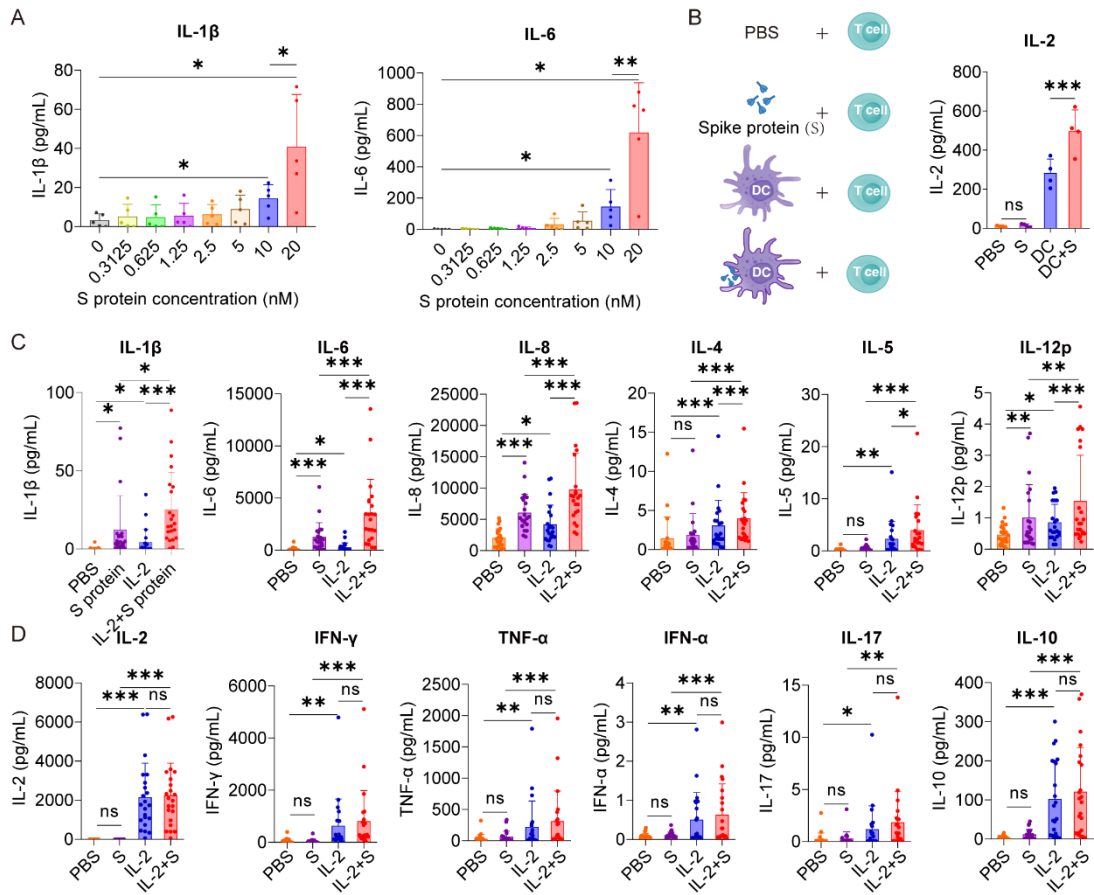 A
IL-1β
IL-1β (pg/mL)
80
60
40
20
0
*
*
*
0 0.3125 0.625 1.25 2.5 5 10 20
S protein concentration (nM)
IL-6
IL-6 (pg/mL)
1000
800
600
400
200
0
**
*
*
0 0.3125 0.625 1.25 2.5 5 10 20
S protein concentration (nM)
B
PBS + T cell
Spike protein (S) + T cell
DC + T cell
DC + T cell
IL-2
IL-2 (pg/mL)
800
600
400
200
0
***
ns
PBS S DC DC+S
C
IL-1β
IL-1β (pg/mL)
100
50
0
*
*
***
*
PBS S protein IL-2 IL-2+S protein
IL-6
IL-6 (pg/mL)
15000
10000
5000
0
***
***
*
***
PBS S IL-2 IL-2+S
IL-8
IL-8 (pg/mL)
25000
20000
15000
10000
5000
0
***
***
*
***
PBS S IL-2 IL-2+S
IL-4
IL-4 (pg/mL)
20
15
10
5
0
***
***
***
ns
PBS S IL-2 IL-2+S
IL-5
IL-5 (pg/mL)
30
20
10
0
***
*
**
ns
PBS S IL-2 IL-2+S
IL-12p
IL-12p (pg/mL)
5
4
3
2
1
0
**
***
*
**
PBS S IL-2 IL-2+S
D
IL-2
IL-2 (pg/mL)
8000
6000
4000
2000
0
***
*** ns
ns
PBS S IL-2 IL-2+S
IFN-γ
IFN-γ (pg/mL)
6000
4000
2000
0
***
ns
**
ns
PBS S IL-2 IL-2+S
TNF-α
TNF-α (pg/mL)
2500
2000
1500
1000
500
0
***
ns
**
ns
PBS S IL-2 IL-2+S
IFN-α
IFN-α (pg/mL)
4
3
2
1
0
***
ns
**
ns
PBS S IL-2 IL-2+S
IL-17
IL-17 (pg/mL)
15
10
5
0
**
ns
*
ns
PBS S IL-2 IL-2+S
IL-10
IL-10 (pg/mL)
400
300
200
100
0
***
ns
***
ns
PBS S IL-2 IL-2+S